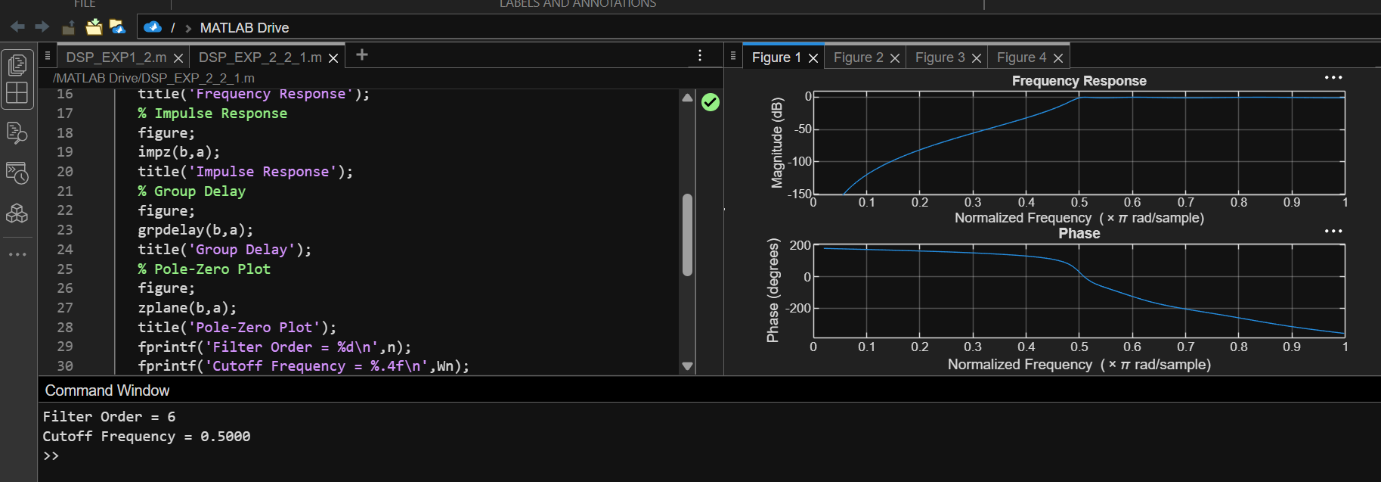 FILE
LABELS AND ANNOTATIONS
/ > MATLAB Drive
DSP_EXP1_2.m × DSP_EXP_2_2_1.m × +
/MATLAB Drive/DSP_EXP_2_2_1.m
16 title('Frequency Response');
17 % Impulse Response
18 figure;
19 impz(b,a);
20 title('Impulse Response');
21 % Group Delay
22 figure;
23 grpdelay(b,a);
24 title('Group Delay');
25 % Pole-Zero Plot
26 figure;
27 zplane(b,a);
28 title('Pole-Zero Plot');
29 fprintf('Filter Order = %d\n',n);
30 fprintf('Cutoff Frequency = %.4f\n',Wn);
Figure 1 × Figure 2 × Figure 3 × Figure 4 ×
Frequency Response
Magnitude (dB)
0
-50
-100
-150
0 0.1 0.2 0.3 0.4 0.5 0.6 0.7 0.8 0.9 1
Normalized Frequency (×π rad/sample)
Phase
Phase (degrees)
200
0
-200
0 0.1 0.2 0.3 0.4 0.5 0.6 0.7 0.8 0.9 1
Normalized Frequency (×π rad/sample)
Command Window
Filter Order = 6
Cutoff Frequency = 0.5000
>>